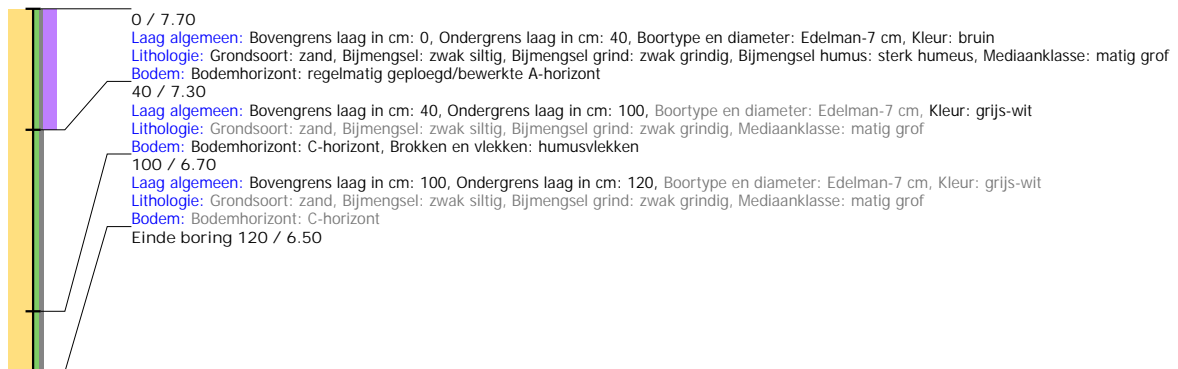 0 / 7.70
Laag algemeen: Bovengrens laag in cm: 0, Ondergrens laag in cm: 40, Boortype en diameter: Edelman-7 cm, Kleur: bruin
Lithologie: Grondsoort: zand, Bijmengsel: zwak siltig, Bijmengsel grind: zwak grindig, Bijmengsel humus: sterk humeus, Mediaanklasse: matig grof
Bodem: Bodemhorizont: regelmatig geploegd/bewerkte A-horizont
40 / 7.30
Laag algemeen: Bovengrens laag in cm: 40, Ondergrens laag in cm: 100, Boortype en diameter: Edelman-7 cm, Kleur: grijs-wit
Lithologie: Grondsoort: zand, Bijmengsel: zwak siltig, Bijmengsel grind: zwak grindig, Mediaanklasse: matig grof
Bodem: Bodemhorizont: C-horizont, Brokken en vlekken: humusvlekken
100 / 6.70
Laag algemeen: Bovengrens laag in cm: 100, Ondergrens laag in cm: 120, Boortype en diameter: Edelman-7 cm, Kleur: grijs-wit
Lithologie: Grondsoort: zand, Bijmengsel: zwak siltig, Bijmengsel grind: zwak grindig, Mediaanklasse: matig grof
Bodem: Bodemhorizont: C-horizont
Einde boring 120 / 6.50